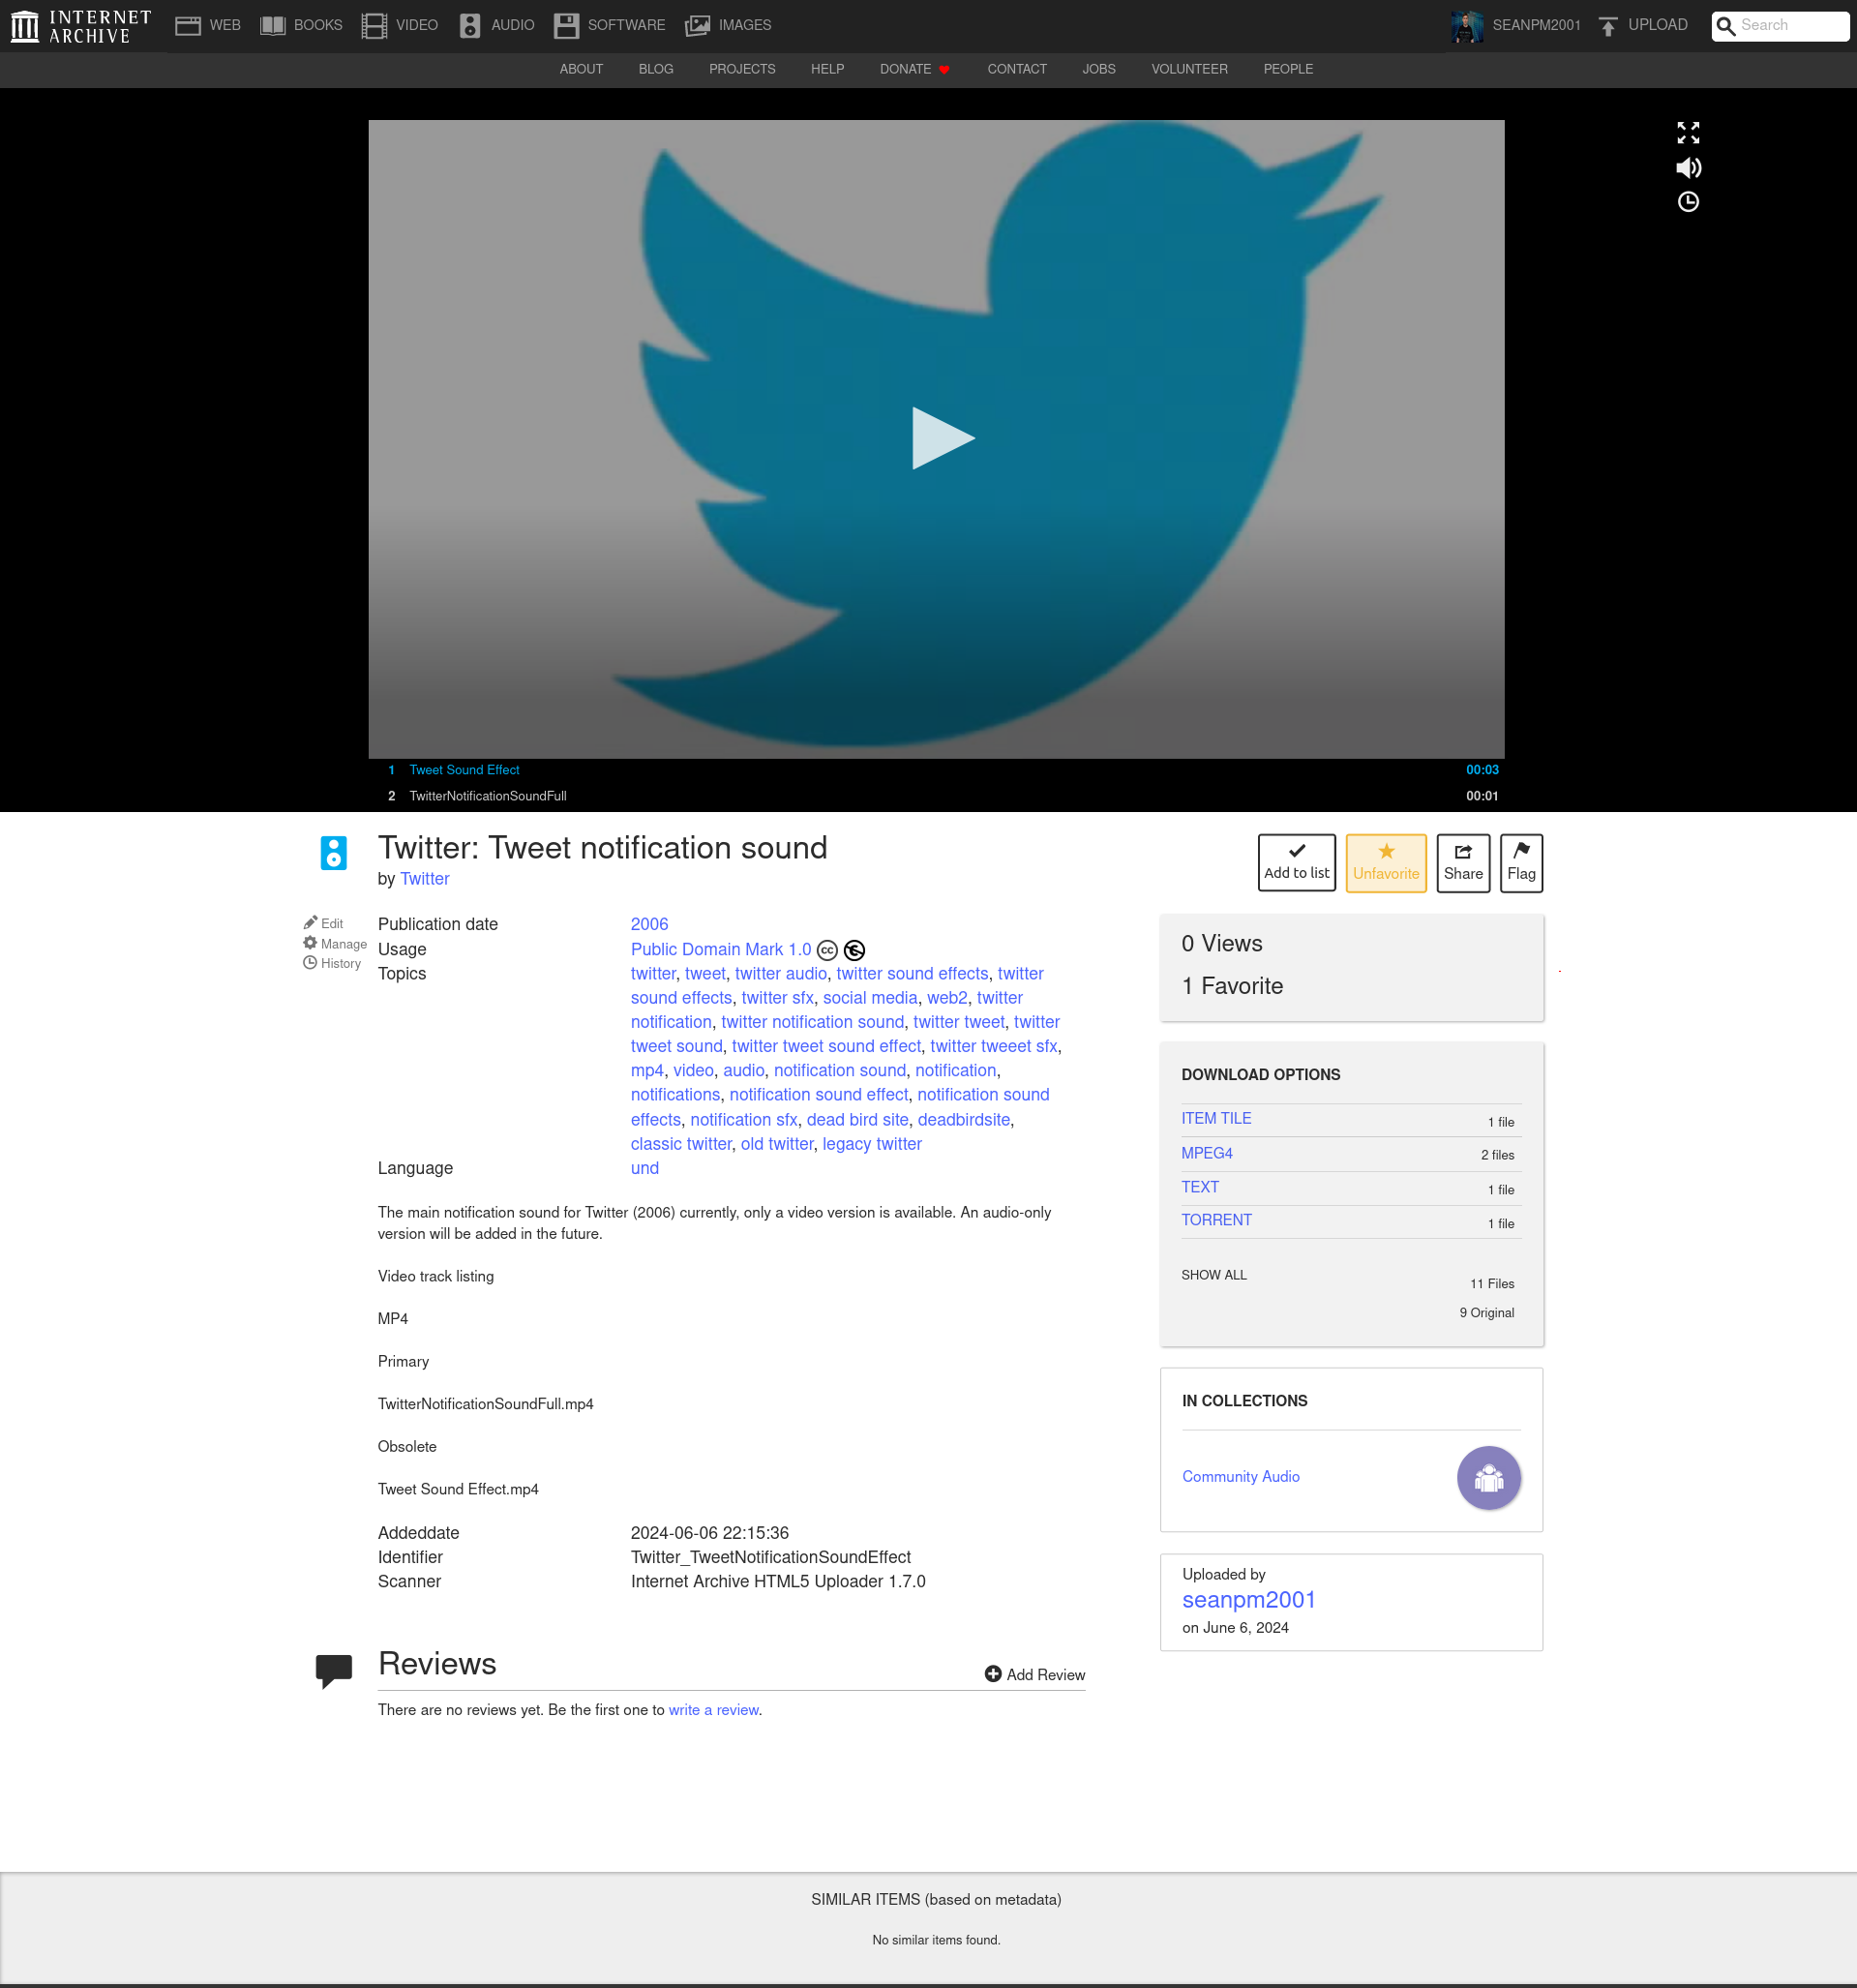 INTERNET ARCHIVE
WEB BOOKS VIDEO AUDIO SOFTWARE IMAGES SEANPM2001 UPLOAD Search
ABOUT BLOG PROJECTS HELP DONATE CONTACT JOBS VOLUNTEER PEOPLE
1 Tweet Sound Effect 00:03
2 TwitterNotificationSoundFull 00:01
Twitter: Tweet notification sound
by Twitter
Add to list
Unfavorite
Share
Flag
Edit
Manage
History
Publication date 2006
Usage Public Domain Mark 1.0
Topics twitter, tweet, twitter audio, twitter sound effects, twitter
sound effects, twitter sfx, social media, web2, twitter
notification, twitter notification sound, twitter tweet, twitter
tweet sound, twitter tweet sound effect, twitter tweeet sfx,
mp4, video, audio, notification sound, notification,
notifications, notification sound effect, notification sound
effects, notification sfx, dead bird site, deadbirdsite,
classic twitter, old twitter, legacy twitter
Language und
The main notification sound for Twitter (2006) currently, only a video version is available. An audio-only
version will be added in the future.
Video track listing
MP4
Primary
TwitterNotificationSoundFull.mp4
Obsolete
Tweet Sound Effect.mp4
Addeddate 2024-06-06 22:15:36
Identifier Twitter_TweetNotificationSoundEffect
Scanner Internet Archive HTML5 Uploader 1.7.0
0 Views
1 Favorite
DOWNLOAD OPTIONS
ITEM TILE 1 file
MPEG4 2 files
TEXT 1 file
TORRENT 1 file
SHOW ALL 11 Files
9 Original
IN COLLECTIONS
Community Audio
Uploaded by
seanpm2001
on June 6, 2024
Reviews
Add Review
There are no reviews yet. Be the first one to write a review.
SIMILAR ITEMS (based on metadata)
No similar items found.